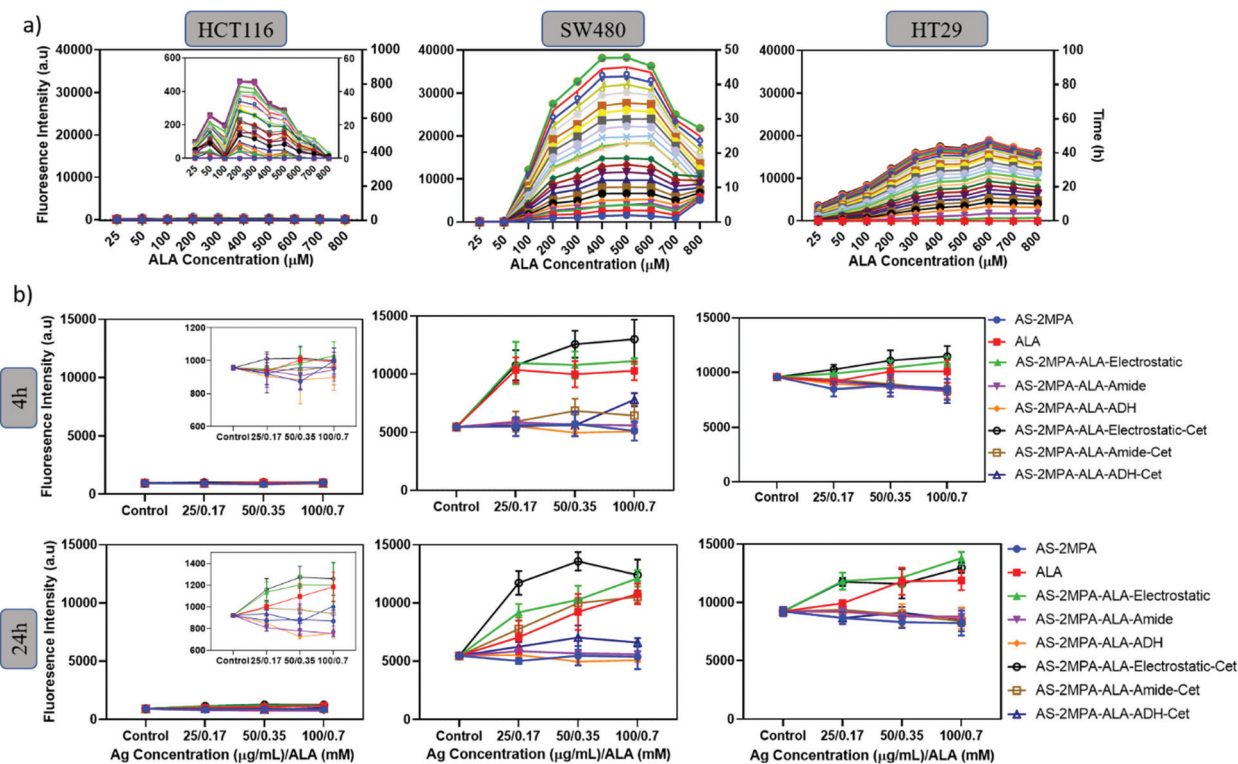 a)
HCT116
SW480
HT29
Fluorescence Intensity (a.u)
40000
30000
20000
10000
0
600
400
200
0
60
40
20
0
1000
800
600
400
200
0
25 50 100 200 300 400 500 600 700 800
25 50 100 200 300 400 500 600 700 800
ALA Concentration (μM)
40000
30000
20000
10000
0
50
40
30
20
10
0
25 50 100 200 300 400 500 600 700 800
ALA Concentration (μM)
40000
30000
20000
10000
0
100
80
60
40
20
0
Time (h)
25 50 100 200 300 400 500 600 700 800
ALA Concentration (μM)
b)
4h
Fluoresence Intensity (a.u)
15000
10000
5000
0
1200
1000
800
600
Control 25/0.17 50/0.35 100/0.7
Control 25/0.17 50/0.35 100/0.7
15000
10000
5000
0
Control 25/0.17 50/0.35 100/0.7
15000
10000
5000
0
Control 25/0.17 50/0.35 100/0.7
AS-2MPA
ALA
AS-2MPA-ALA-Electrostatic
AS-2MPA-ALA-Amide
AS-2MPA-ALA-ADH
AS-2MPA-ALA-Electrostatic-Cet
AS-2MPA-ALA-Amide-Cet
AS-2MPA-ALA-ADH-Cet
24h
Fluoresence Intensity (a.u)
15000
10000
5000
0
1400
1200
1000
800
600
Control 25/0.17 50/0.35 100/0.7
Control 25/0.17 50/0.35 100/0.7
Ag Concentration (μg/mL)/ALA (mM)
15000
10000
5000
0
Control 25/0.17 50/0.35 100/0.7
Ag Concentration (μg/mL)/ALA (mM)
15000
10000
5000
0
Control 25/0.17 50/0.35 100/0.7
Ag Concentration (μg/mL)/ALA (mM)
AS-2MPA
ALA
AS-2MPA-ALA-Electrostatic
AS-2MPA-ALA-Amide
AS-2MPA-ALA-ADH
AS-2MPA-ALA-Electrostatic-Cet
AS-2MPA-ALA-Amide-Cet
AS-2MPA-ALA-ADH-Cet